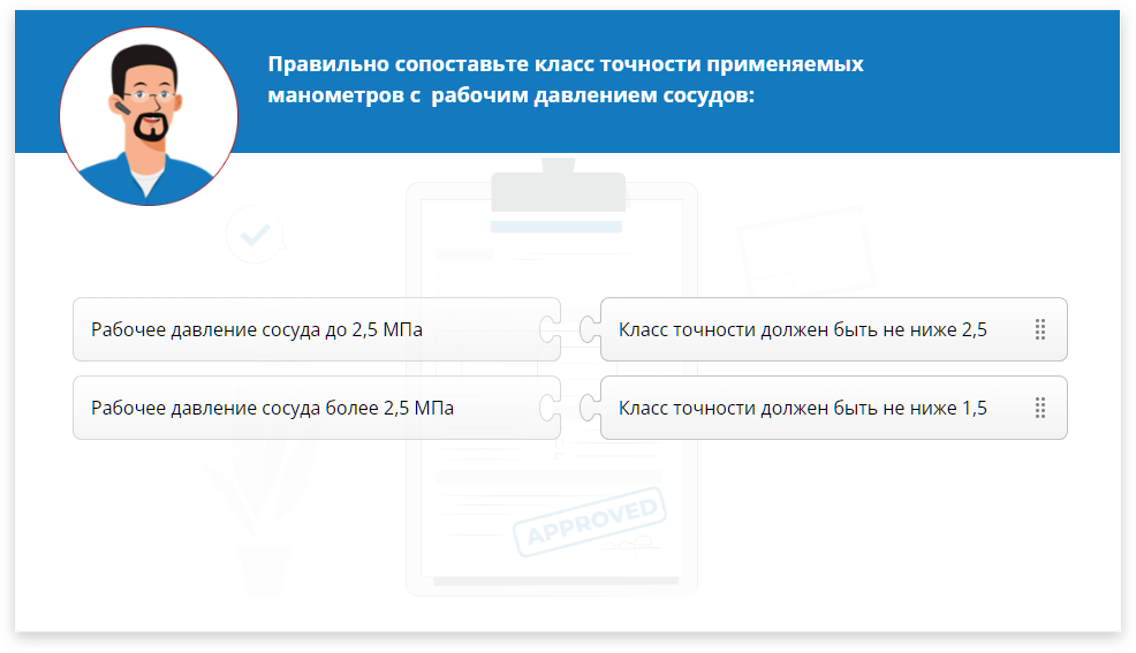 Правильно сопоставьте класс точности применяемых
манометров с рабочим давлением сосудов:
Рабочее давление сосуда до 2,5 МПа
Класс точности должен быть не ниже 2,5
Рабочее давление сосуда более 2,5 МПа
Класс точности должен быть не ниже 1,5
APPROVED